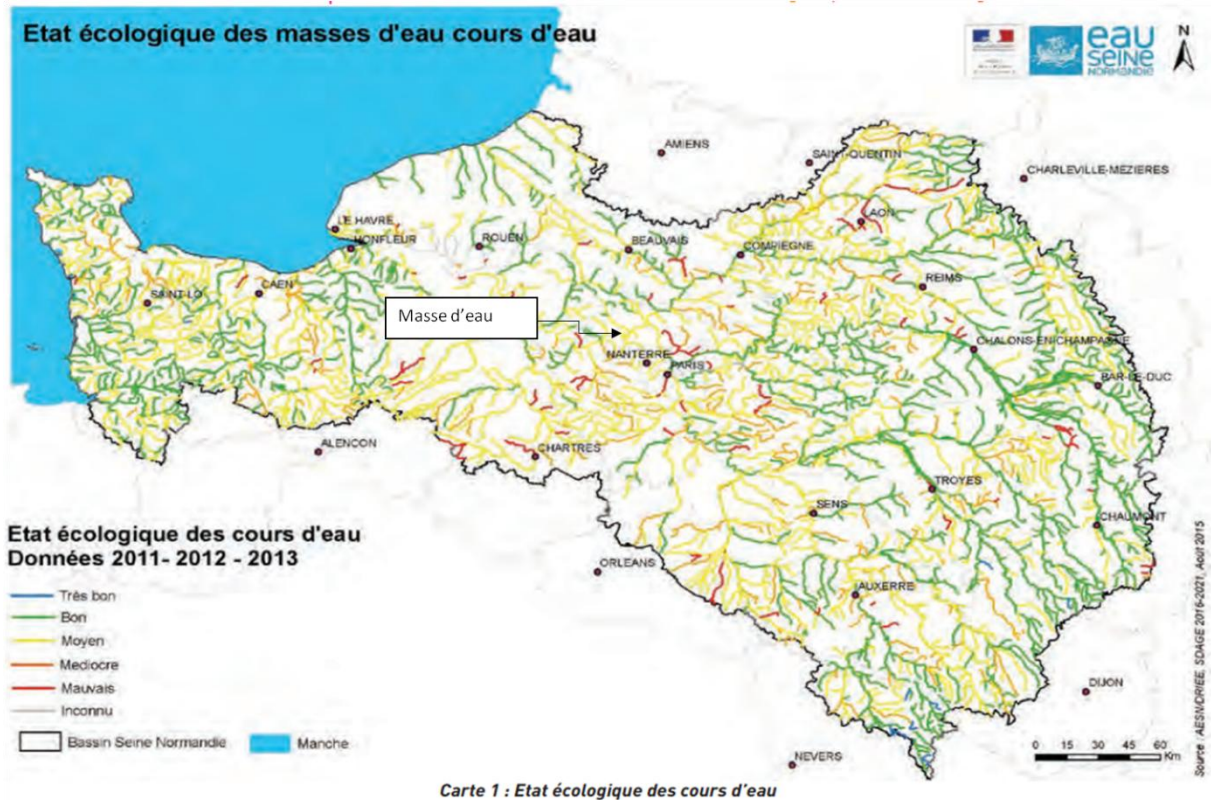 Etat écologique des masses d'eau cours d'eau
eau
SEINE
NORMANDIE
N
AMIENS
SAINT-QUENTIN
CHARLEVILLE-MEZIERES
LAON
LE HAVRE
HONFLEUR
ROUEN
BEAUVAIS
COMPIEGNE
REIMS
SAINT-LO
CAEN
Masse d'eau
NANTERRE
PARIS
CHALONS-EN-CHAMPAGNE
BAR-LE-DUC
ALENCON
CHARTRES
TROYES
SENS
CHAUMONT
ORLEANS
AUXERRE
DIJON
NEVERS
Etat écologique des cours d'eau
Données 2011- 2012 - 2013
Très bon
Bon
Moyen
Mediocre
Mauvais
Inconnu
Bassin Seine Normandie
Manche
0 15 30 45 60
Km
Source : AESN/DRIEE, SDAGE 2016-2021, Août 2015
Carte 1 : Etat écologique des cours d'eau